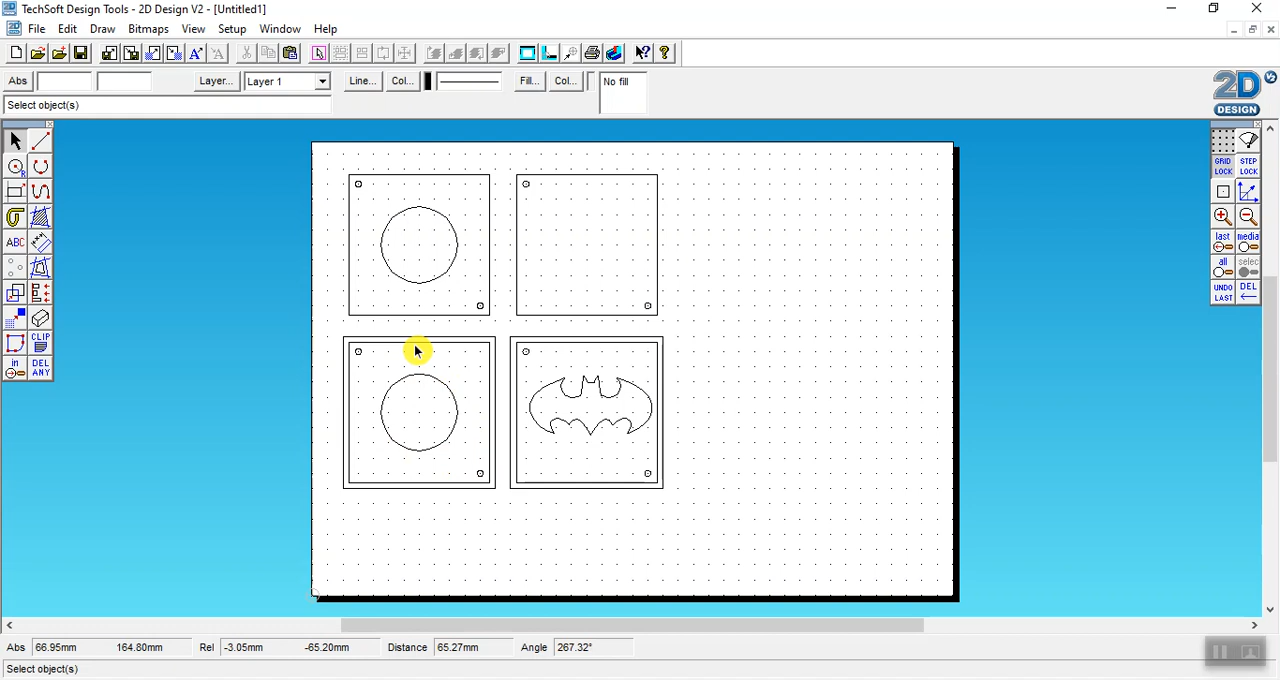 TechSoft Design Tools - 2D Design V2 - [Untitled1]
File Edit Draw Bitmaps View Setup Window Help
Abs Layer... Layer 1 Line... Col... Fill... Col... No fill
2D V2
DESIGN
Select object(s)
GRID LOCK STEP LOCK
ABC
last media
all selec
UNDO LAST DEL
CLIP
in DEL ANY
Abs 66.95mm 164.80mm Rel -3.05mm -65.20mm Distance 65.27mm Angle 267.32°
Select object(s)